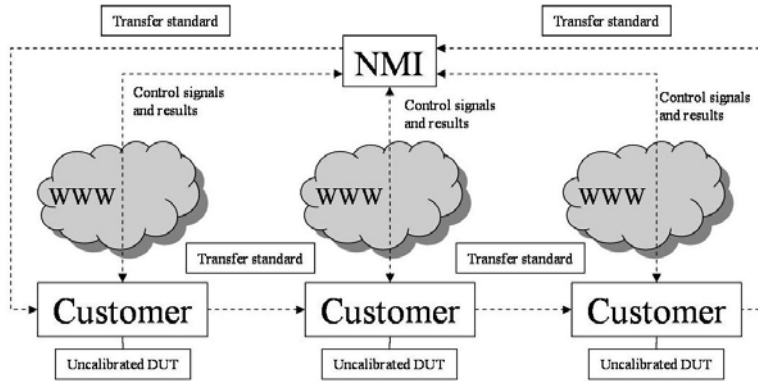 Transfer standard
Transfer standard
NMI
Control signals
and results
Control signals
and results
Control signals
and results
WWW
WWW
WWW
Transfer standard
Transfer standard
Customer
Customer
Customer
Uncalibrated DUT
Uncalibrated DUT
Uncalibrated DUT